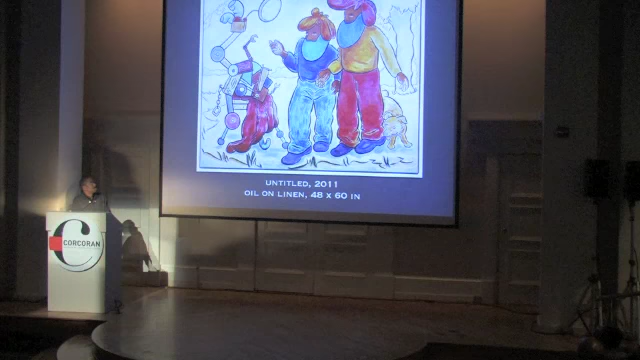 UNTITLED, 2011
OIL ON LINEN, 48 X 60 IN
CORCORAN